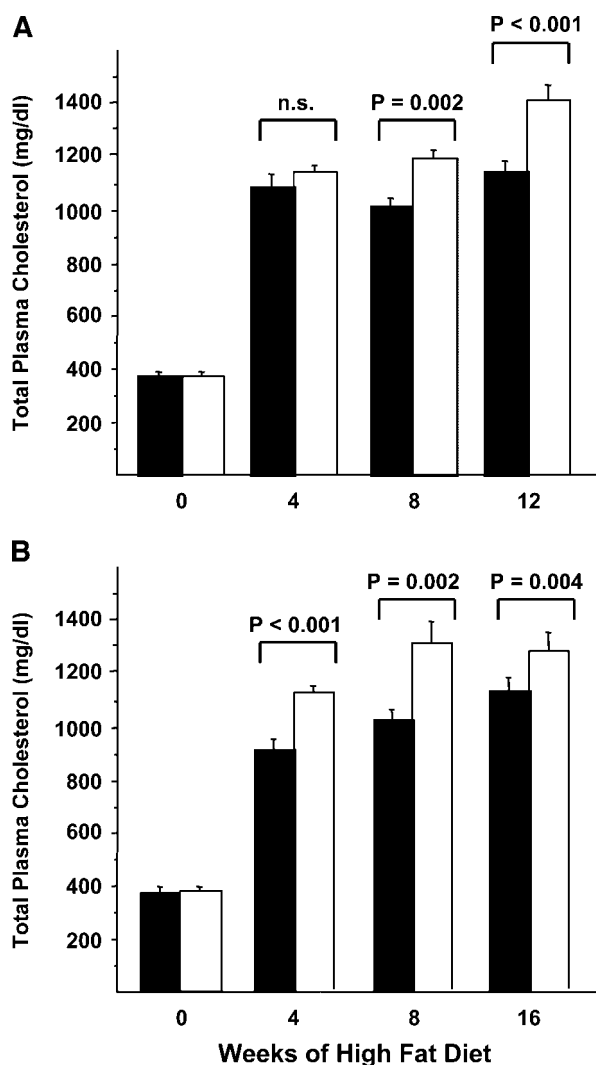 A
P < 0.001
n.s.
P = 0.002
Total Plasma Cholesterol (mg/dl)
1400
1200
1000
800
600
400
200
0 4 8 12
B
P < 0.001
P = 0.002
P = 0.004
Total Plasma Cholesterol (mg/dl)
1400
1200
1000
800
600
400
200
0 4 8 16
Weeks of High Fat Diet